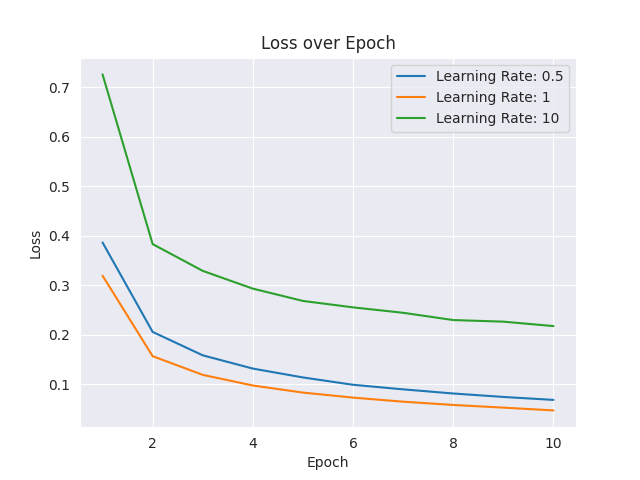 Loss over Epoch
Learning Rate: 0.5
Learning Rate: 1
Learning Rate: 10
0.7
0.6
0.5
0.4
0.3
0.2
0.1
Loss
2 4 6 8 10
Epoch